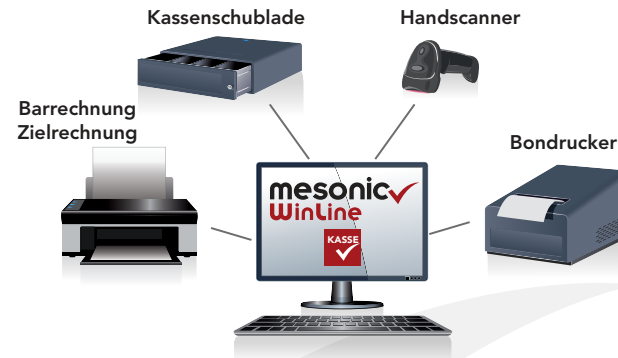 Kassenschublade
Handscanner
Barrechnung
Zielrechnung
Bondrucker
mesonic
WinLine
KASSE